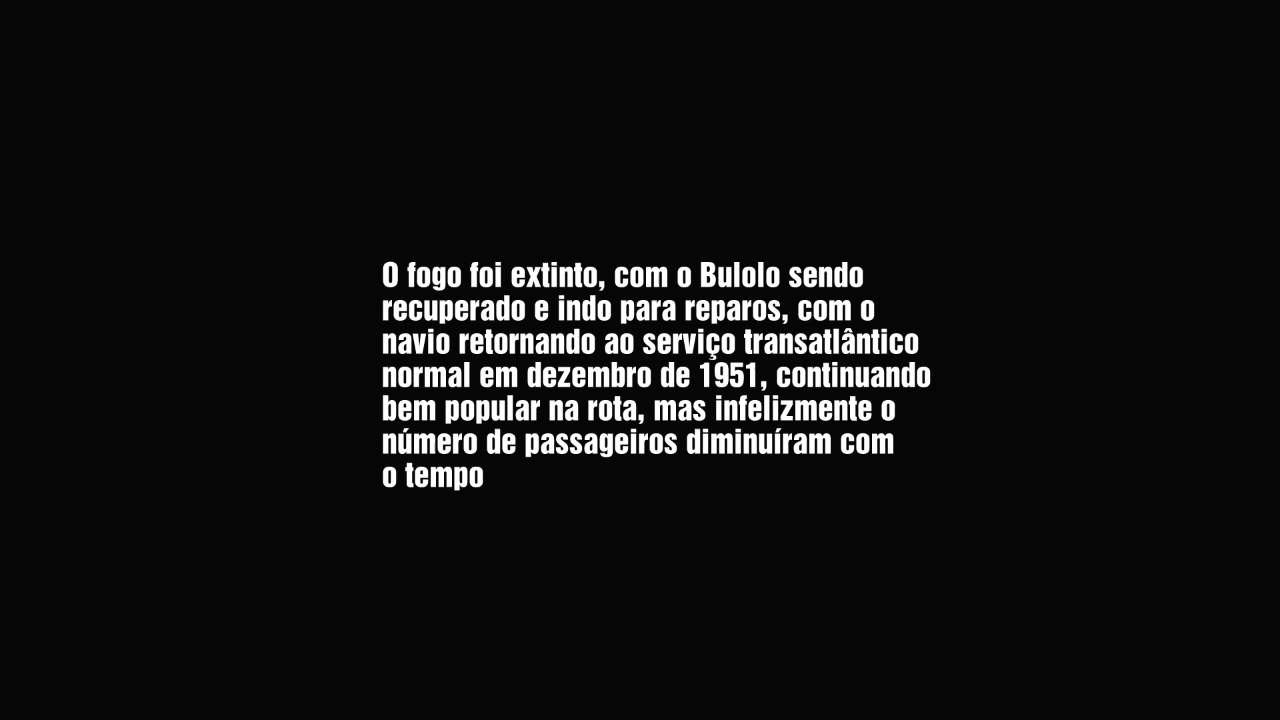 O fogo foi extinto, com o Bulolo sendo
recuperado e indo para reparos, com o
navio retornando ao serviço transatlântico
normal em dezembro de 1951, continuando
bem popular na rota, mas infelizmente o
número de passageiros diminuíram com
o tempo